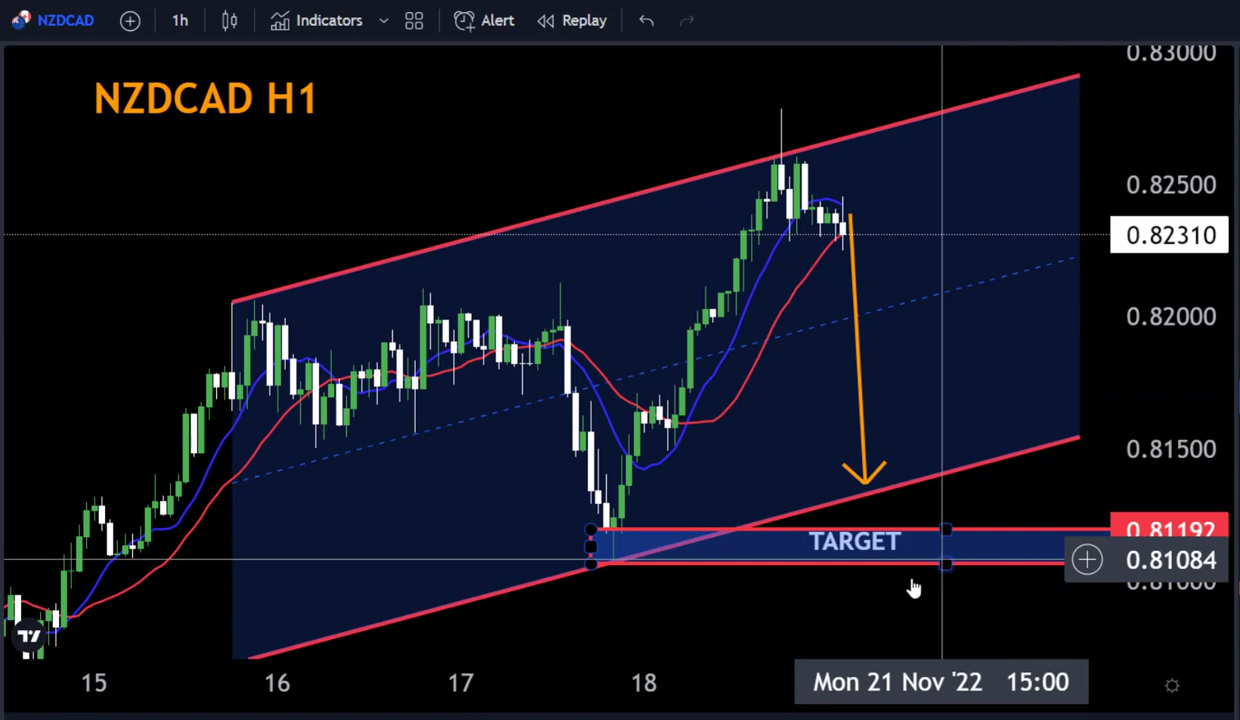 NZDCAD 1h Indicators Alert Replay
NZDCAD H1
0.83000
0.82500
0.82310
0.82000
0.81500
0.81192
TARGET
0.81084
0.81000
15 16 17 18 Mon 21 Nov '22 15:00